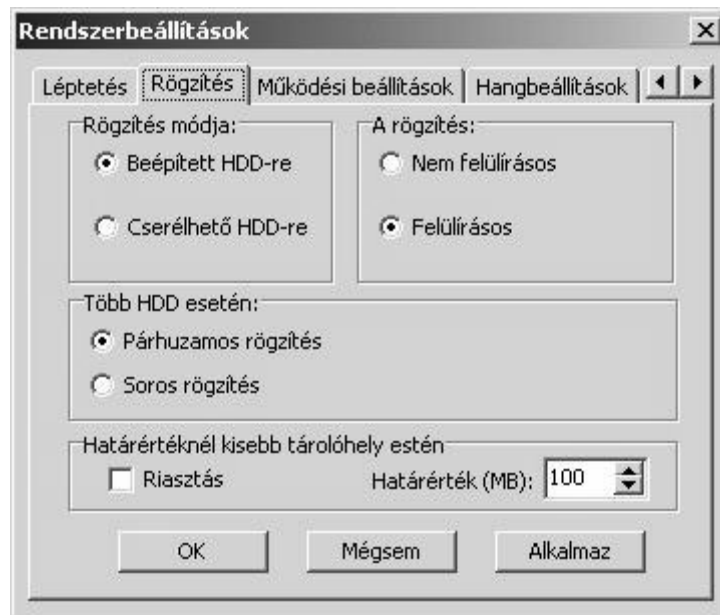 Rendszerbeállítások
Léptetés Rögzítés Működési beállítások Hangbeállítások
Rögzítés módja:
Beépített HDD-re
Cserélhető HDD-re
A rögzítés:
Nem felülírásos
Felülírásos
Több HDD esetén:
Párhuzamos rögzítés
Soros rögzítés
Határértéknél kisebb tárolóhely estén
Riasztás Határérték (MB): 100
OK Mégsem Alkalmaz